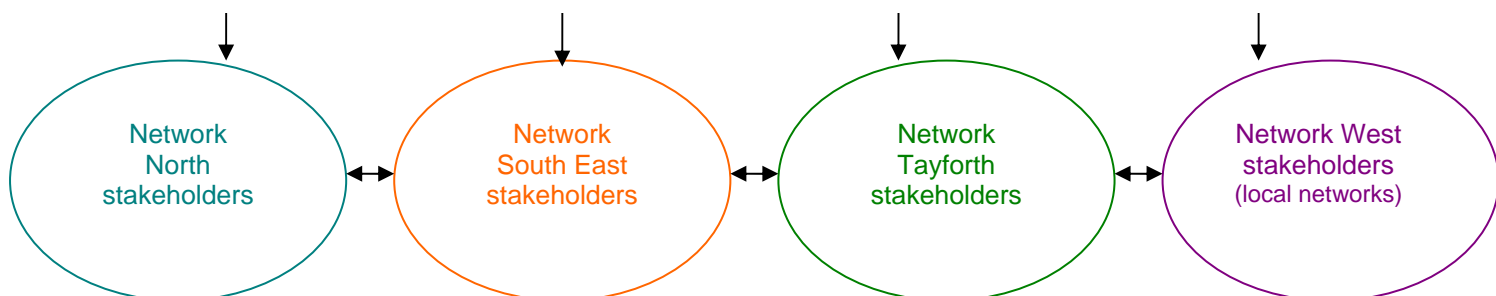 Network
North
stakeholders
Network
South East
stakeholders
Network
Tayforth
stakeholders
Network West
stakeholders
(local networks)